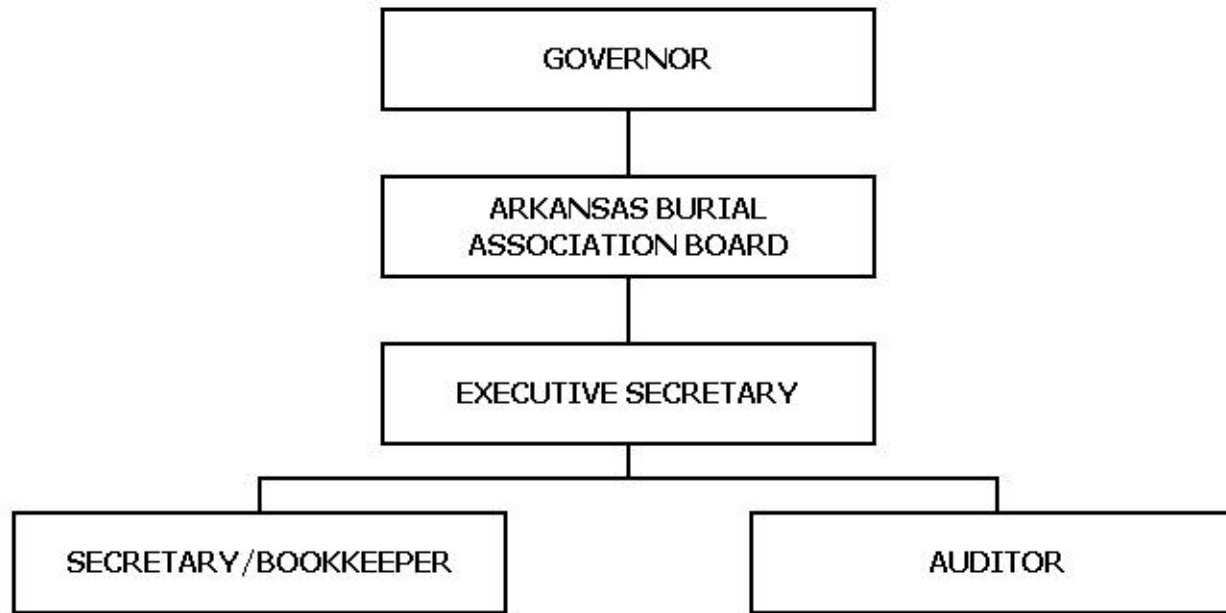 GOVERNOR
ARKANSAS BURIAL
ASSOCIATION BOARD
EXECUTIVE SECRETARY
SECRETARY/BOOKKEEPER
AUDITOR